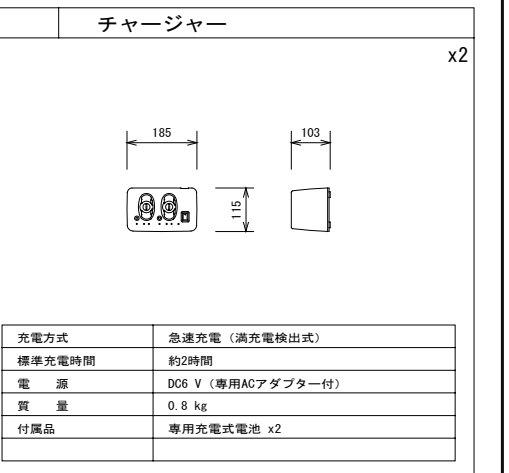 チャージャー
x2
185
103
115
充電方式 急速充電（満充電検出式）
標準充電時間 約2時間
電 源 DC6 V（専用ACアダプター付）
質 量 0.8 kg
付属品 専用充電式電池 x2